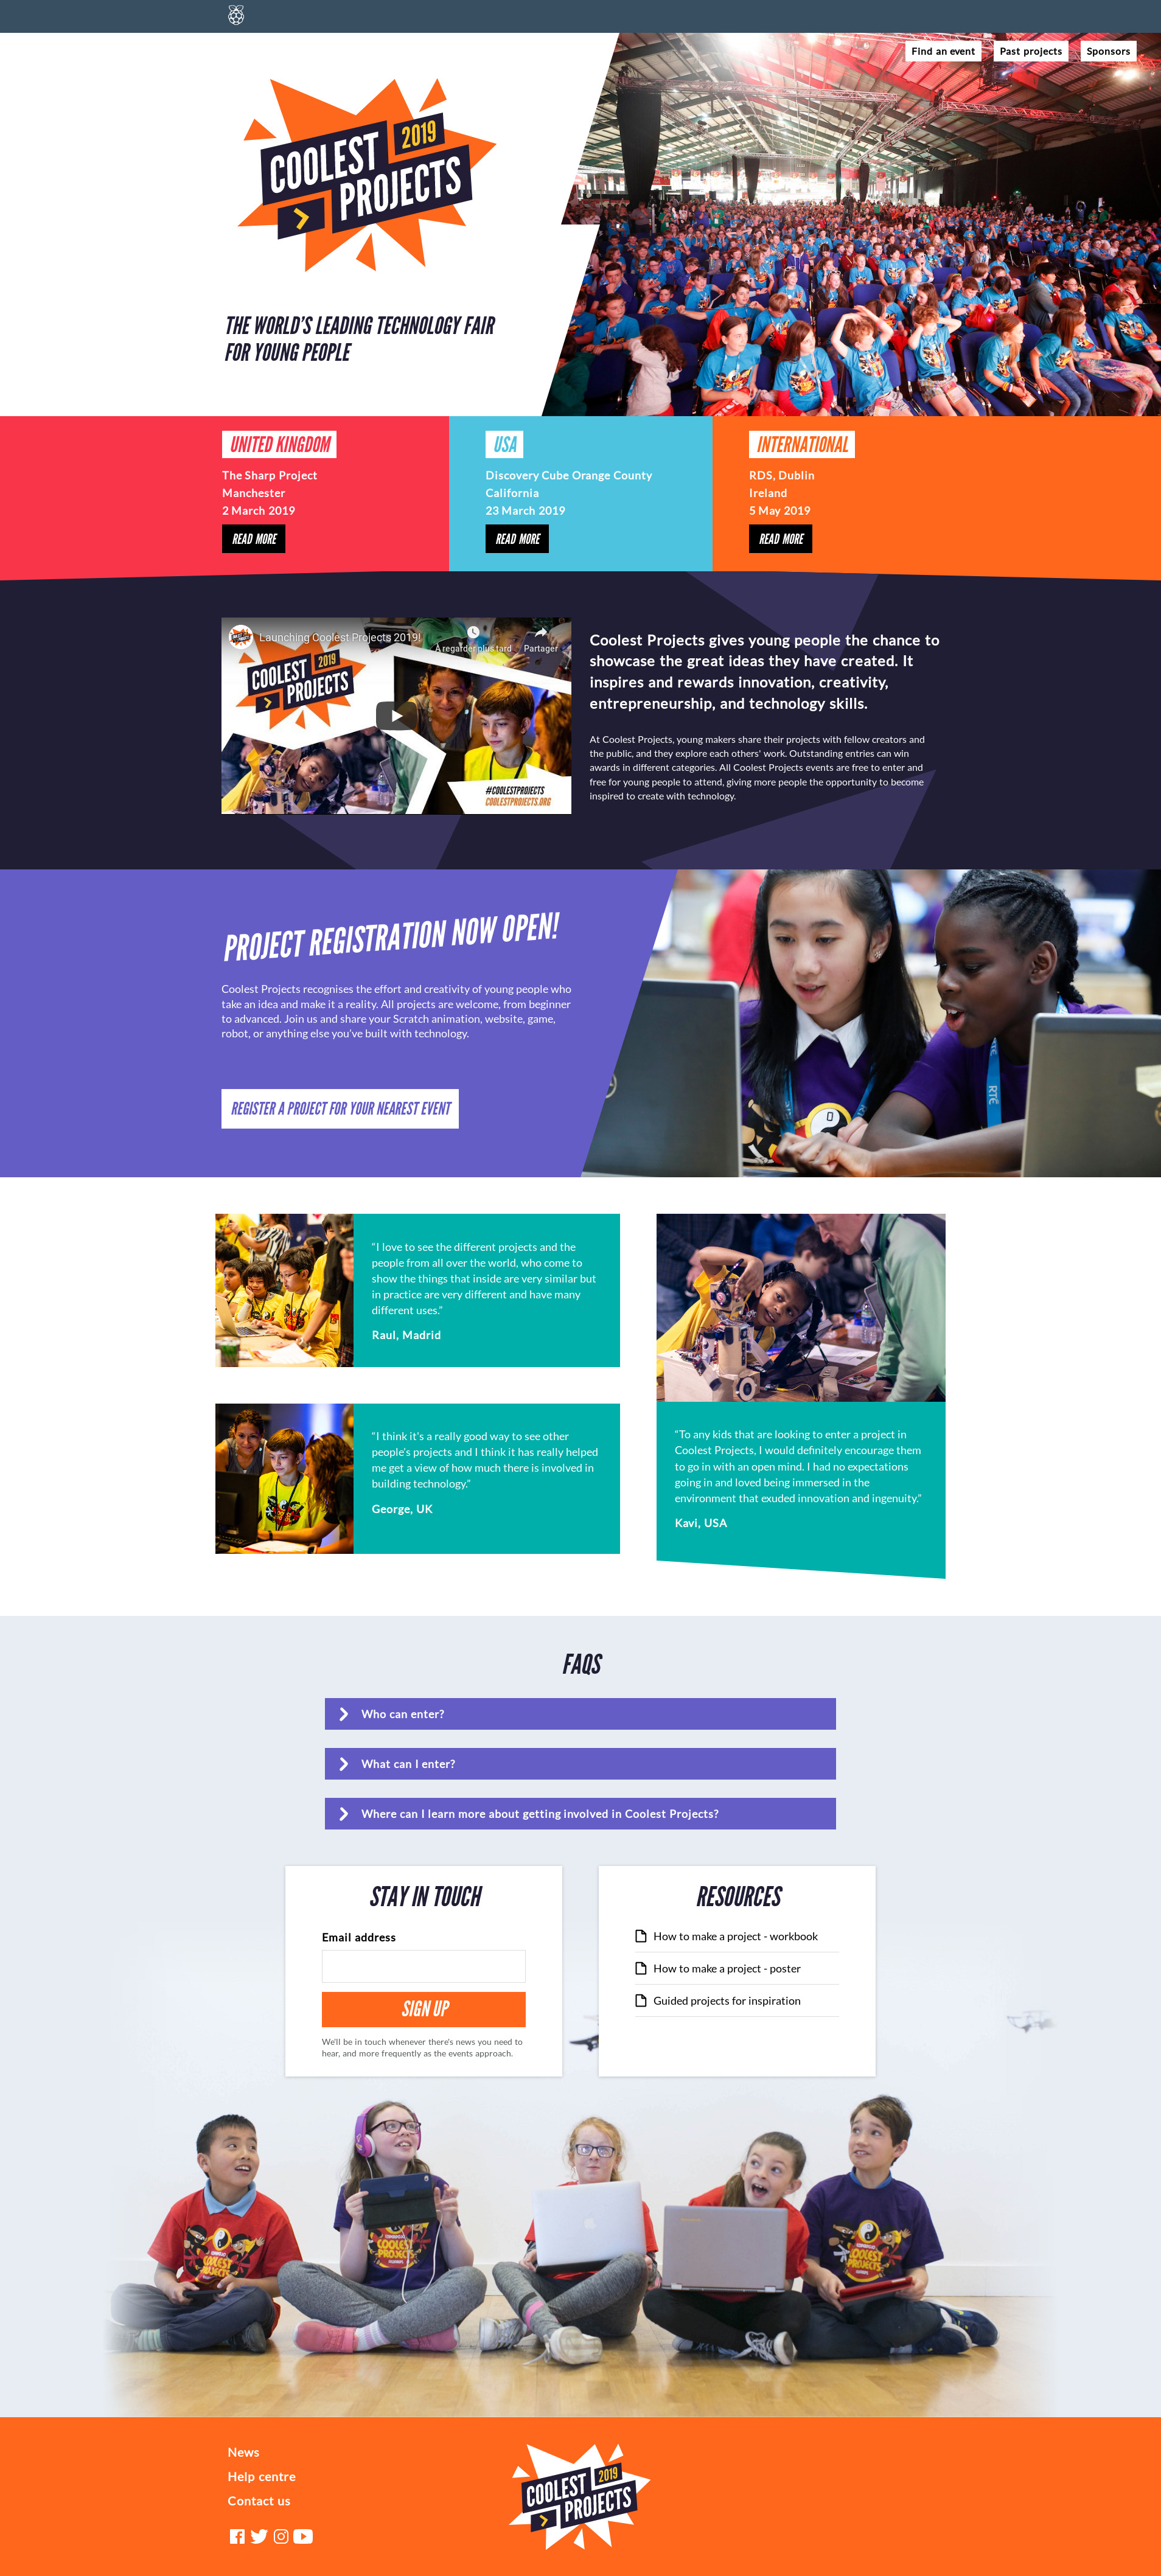 Find an event
Past projects
Sponsors
COOLEST 2019
PROJECTS
THE WORLD'S LEADING TECHNOLOGY FAIR
FOR YOUNG PEOPLE
UNITED KINGDOM
The Sharp Project
Manchester
2 March 2019
READ MORE
USA
Discovery Cube Orange County
California
23 March 2019
READ MORE
INTERNATIONAL
RDS, Dublin
Ireland
5 May 2019
READ MORE
Launching Coolest Projects 2019!
À regarder plus tard
Partager
COOLEST 2019
PROJECTS
#COOLESTPROJECTS
COOLESTPROJECTS.ORG
Coolest Projects gives young people the chance to
showcase the great ideas they have created. It
inspires and rewards innovation, creativity,
entrepreneurship, and technology skills.
At Coolest Projects, young makers share their projects with fellow creators and
the public, and they explore each others' work. Outstanding entries can win
awards in different categories. All Coolest Projects events are free to enter and
free for young people to attend, giving more people the opportunity to become
inspired to create with technology.
PROJECT REGISTRATION NOW OPEN!
Coolest Projects recognises the effort and creativity of young people who
take an idea and make it a reality. All projects are welcome, from beginner
to advanced. Join us and share your Scratch animation, website, game,
robot, or anything else you've built with technology.
REGISTER A PROJECT FOR YOUR NEAREST EVENT
RTÉ
"I love to see the different projects and the
people from all over the world, who come to
show the things that inside are very similar but
in practice are very different and have many
different uses."
Raul, Madrid
"I think it's a really good way to see other
people's projects and I think it has really helped
me get a view of how much there is involved in
building technology."
George, UK
"To any kids that are looking to enter a project in
Coolest Projects, I would definitely encourage them
to go in with an open mind. I had no expectations
going in and loved being immersed in the
environment that exuded innovation and ingenuity."
Kavi, USA
FAQS
Who can enter?
What can I enter?
Where can I learn more about getting involved in Coolest Projects?
STAY IN TOUCH
Email address
SIGN UP
We'll be in touch whenever there's news you need to
hear, and more frequently as the events approach.
RESOURCES
How to make a project - workbook
How to make a project - poster
Guided projects for inspiration
COOLEST
PROJECTS
COOLEST
PROJECTS
COOLEST
PROJECTS
News
Help centre
Contact us
COOLEST 2019
PROJECTS